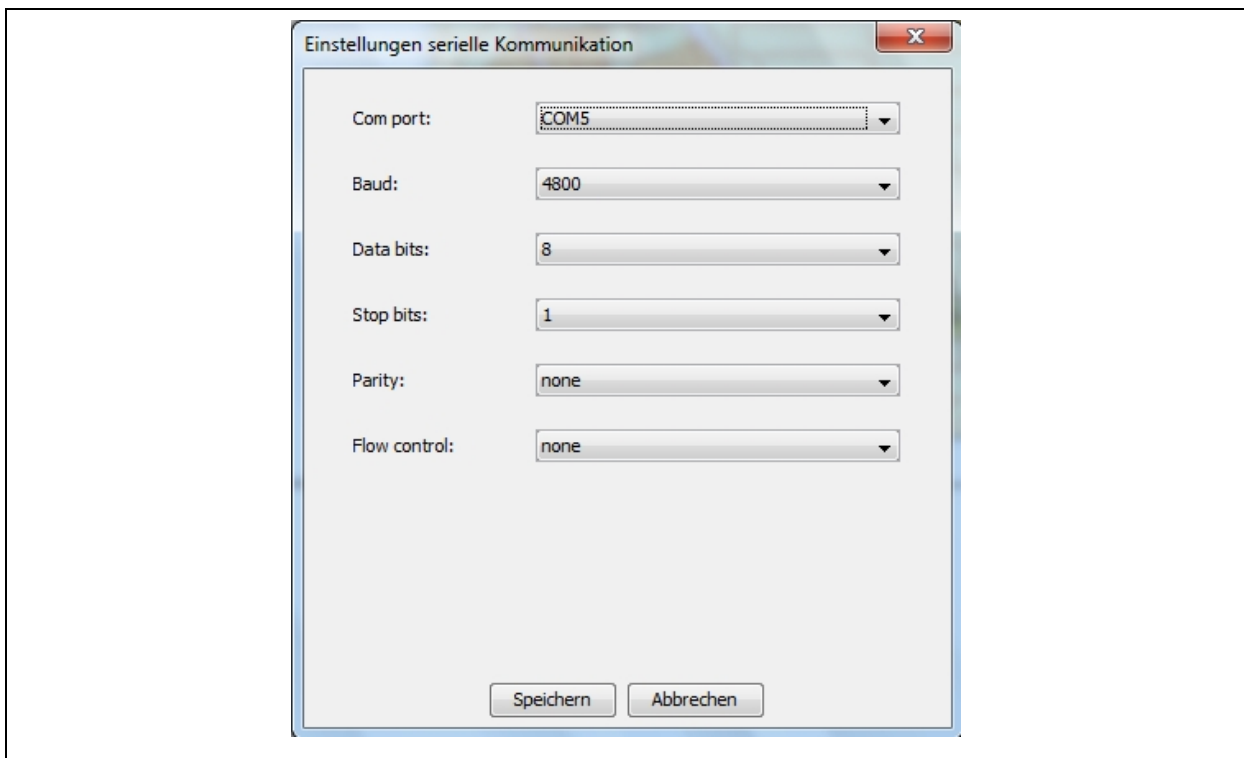 Einstellungen serielle Kommunikation
Com port: COM5
Baud: 4800
Data bits: 8
Stop bits: 1
Parity: none
Flow control: none
Speichern Abbrechen